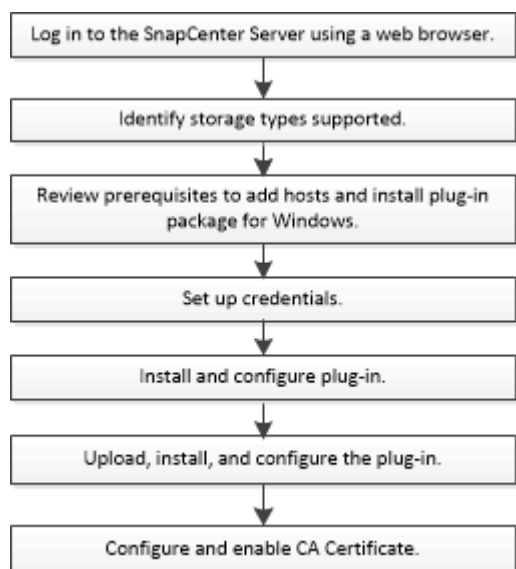 Log in to the SnapCenter Server using a web browser.
Identify storage types supported.
Review prerequisites to add hosts and install plug-in
package for Windows.
Set up credentials.
Install and configure plug-in.
Upload, install, and configure the plug-in.
Configure and enable CA Certificate.